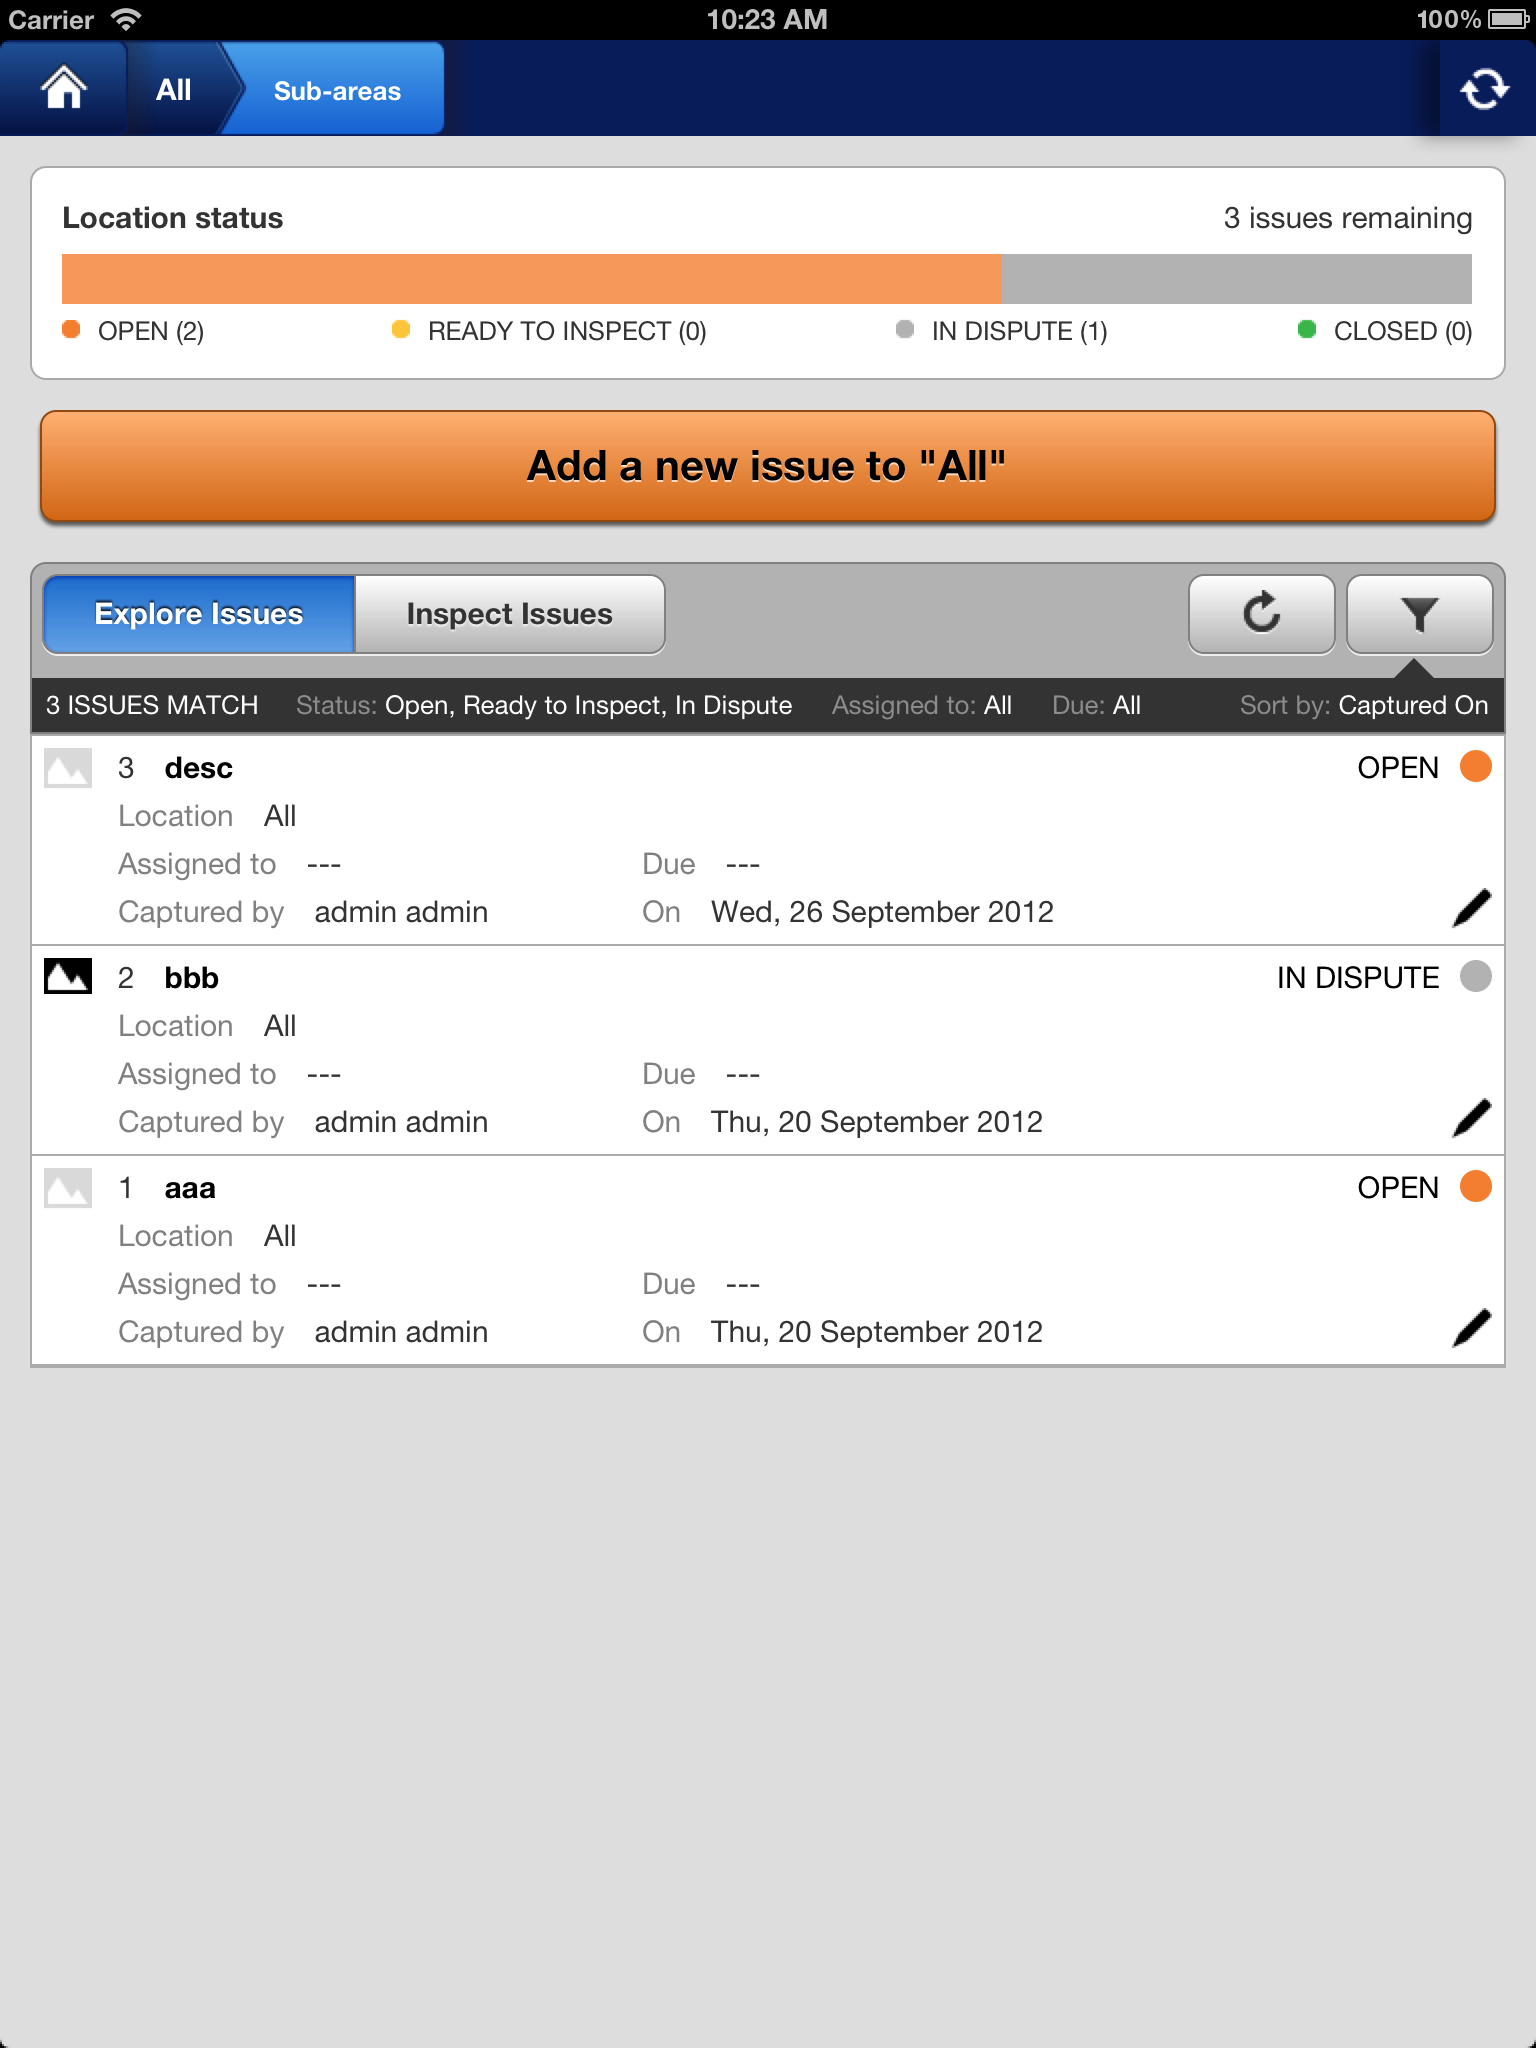 Carrier 10:23 AM 100%
All Sub-areas
Location status 3 issues remaining
OPEN (2) READY TO INSPECT (0) IN DISPUTE (1) CLOSED (0)
Add a new issue to "All"
Explore Issues Inspect Issues
3 ISSUES MATCH Status: Open, Ready to Inspect, In Dispute Assigned to: All Due: All Sort by: Captured On
3 desc OPEN
Location All
Assigned to --- Due ---
Captured by admin admin On Wed, 26 September 2012
2 bbb IN DISPUTE
Location All
Assigned to --- Due ---
Captured by admin admin On Thu, 20 September 2012
1 aaa OPEN
Location All
Assigned to --- Due ---
Captured by admin admin On Thu, 20 September 2012